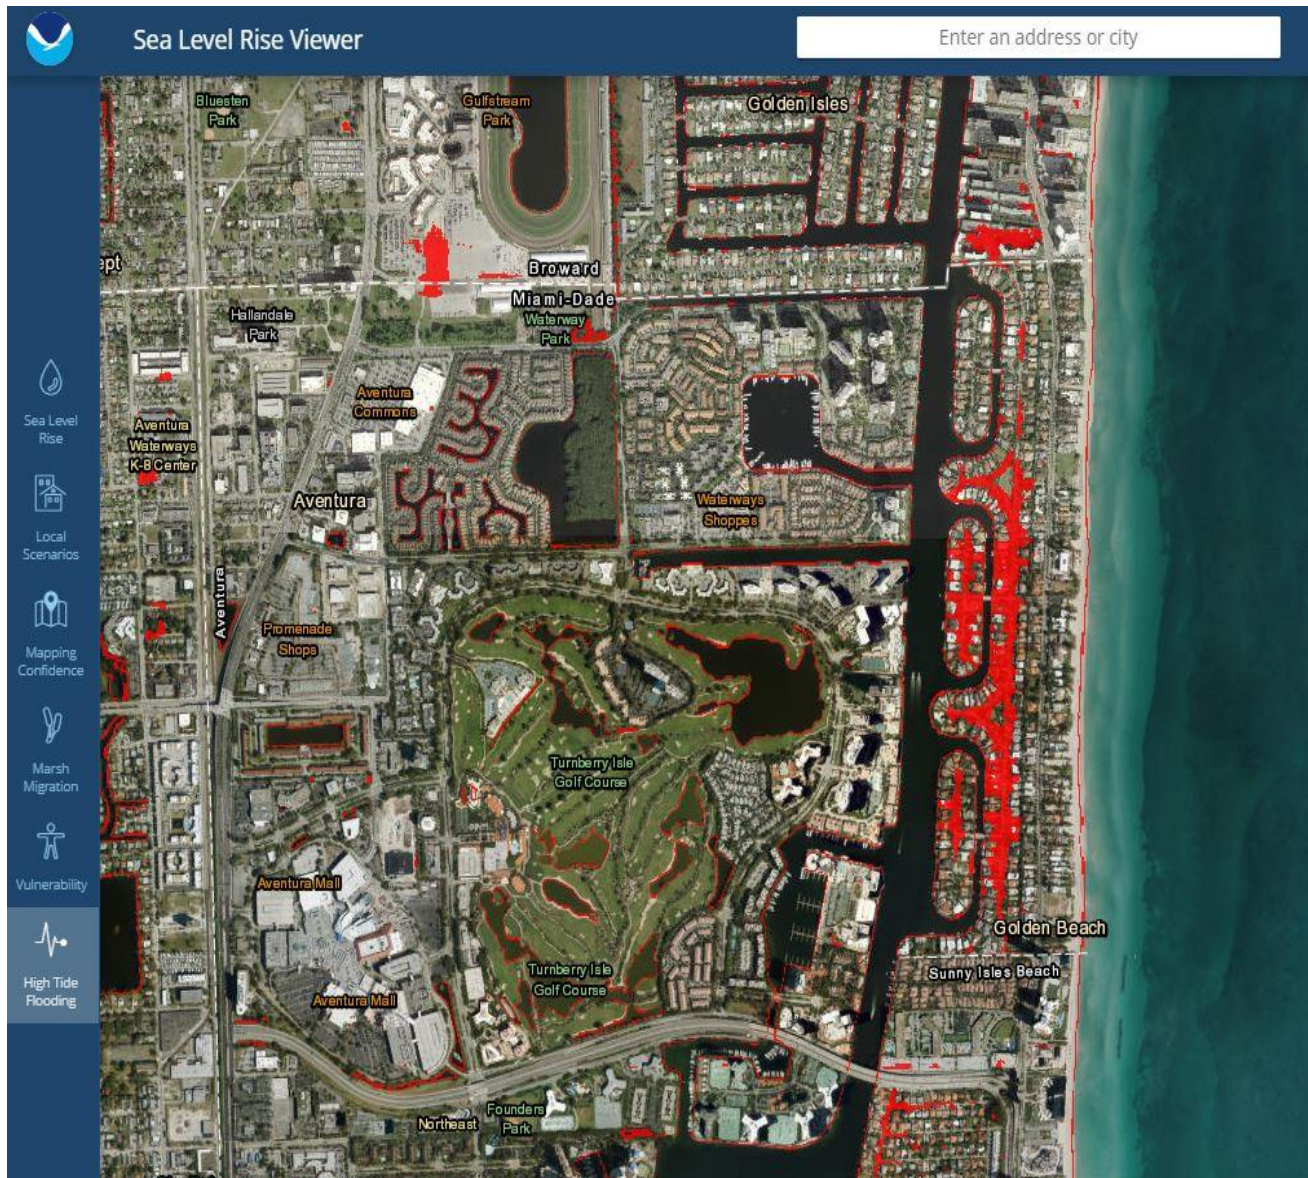 Sea Level Rise Viewer
Enter an address or city
Bluesten
Park
Gulfstream
Park
Golden Isles
ept
Broward
Miami-Dade
Hallandale
Park
Waterway
Park
Sea Level
Rise
Aventura
Commons
Aventura
Waterways
K-8 Center
Aventura
Waterways
Shoppes
Local
Scenarios
Aventura
Promenade
Shops
Mapping
Confidence
Marsh
Migration
Turnberry Isle
Golf Course
Vulnerability
Aventura Mall
Golden Beach
Sunny Isles Beach
High Tide
Flooding
Turnberry Isle
Golf Course
Aventura Mall
Founders
Park
Northeast